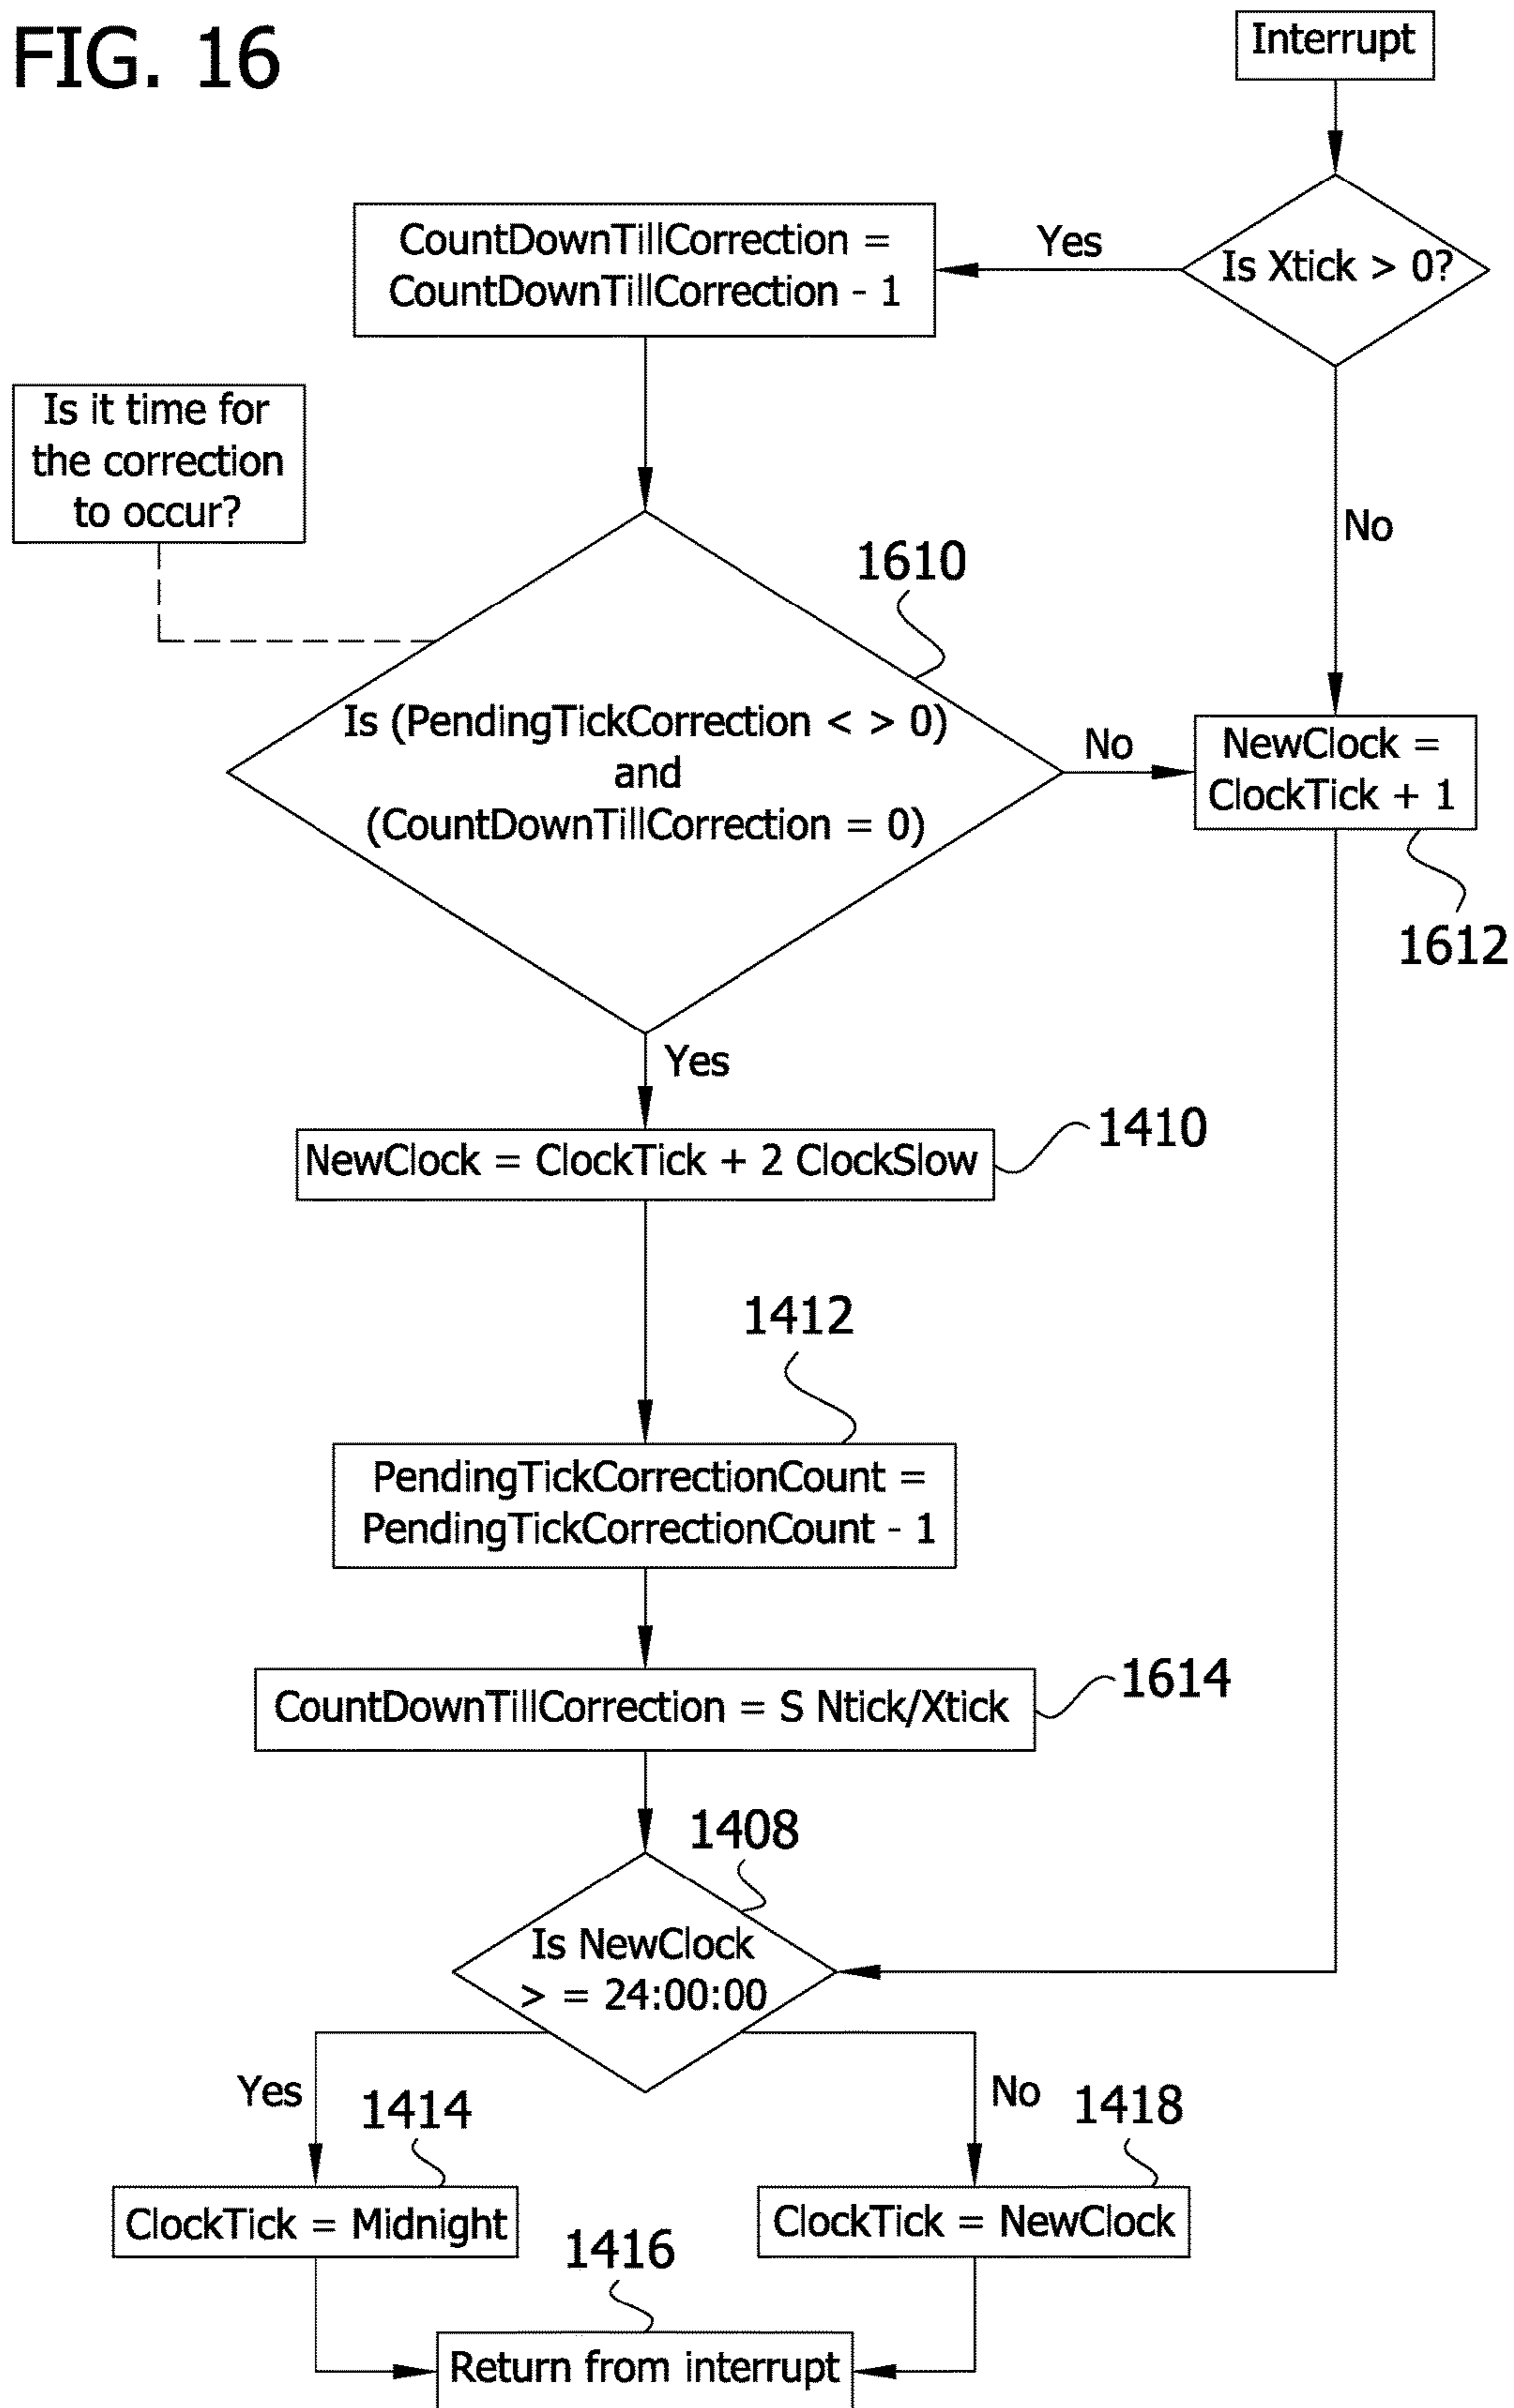 FIG. 16
Interrupt
Is Xtick > 0?
Yes
No
CountDownTillCorrection =
CountDownTillCorrection - 1
Is it time for
the correction
to occur?
1610
Is (PendingTickCorrection < > 0)
and
(CountDownTillCorrection = 0)
No
NewClock =
ClockTick + 1
1612
Yes
NewClock = ClockTick + 2 ClockSlow
1410
1412
PendingTickCorrectionCount =
PendingTickCorrectionCount - 1
CountDownTillCorrection = S Ntick/Xtick
1614
1408
Is NewClock
> = 24:00:00
Yes
No
1414
1418
ClockTick = Midnight
ClockTick = NewClock
1416
Return from interrupt